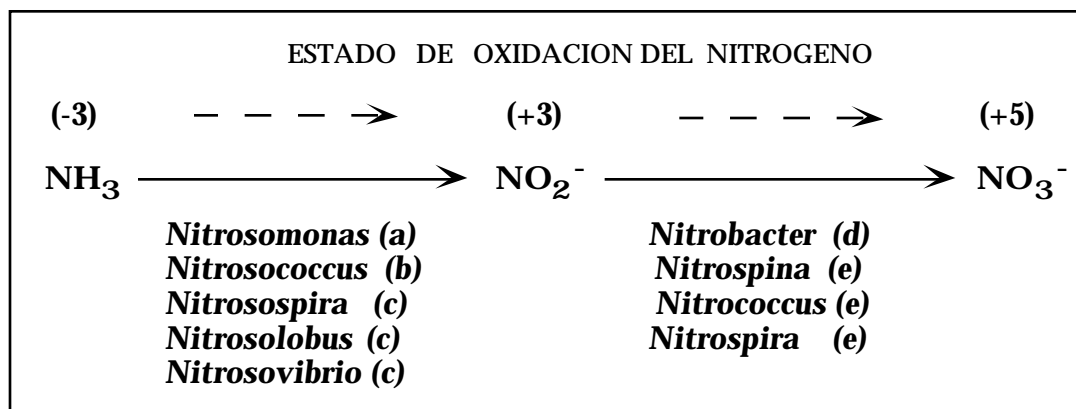 ESTADO DE OXIDACION DEL NITROGENO
(-3) (+3) (+5)
NH3 NO2- NO3-
Nitrosomonas (a) Nitrobacter (d)
Nitrosococcus (b) Nitrospina (e)
Nitrosospira (c) Nitrococcus (e)
Nitrosolobus (c) Nitrospira (e)
Nitrosovibrio (c)